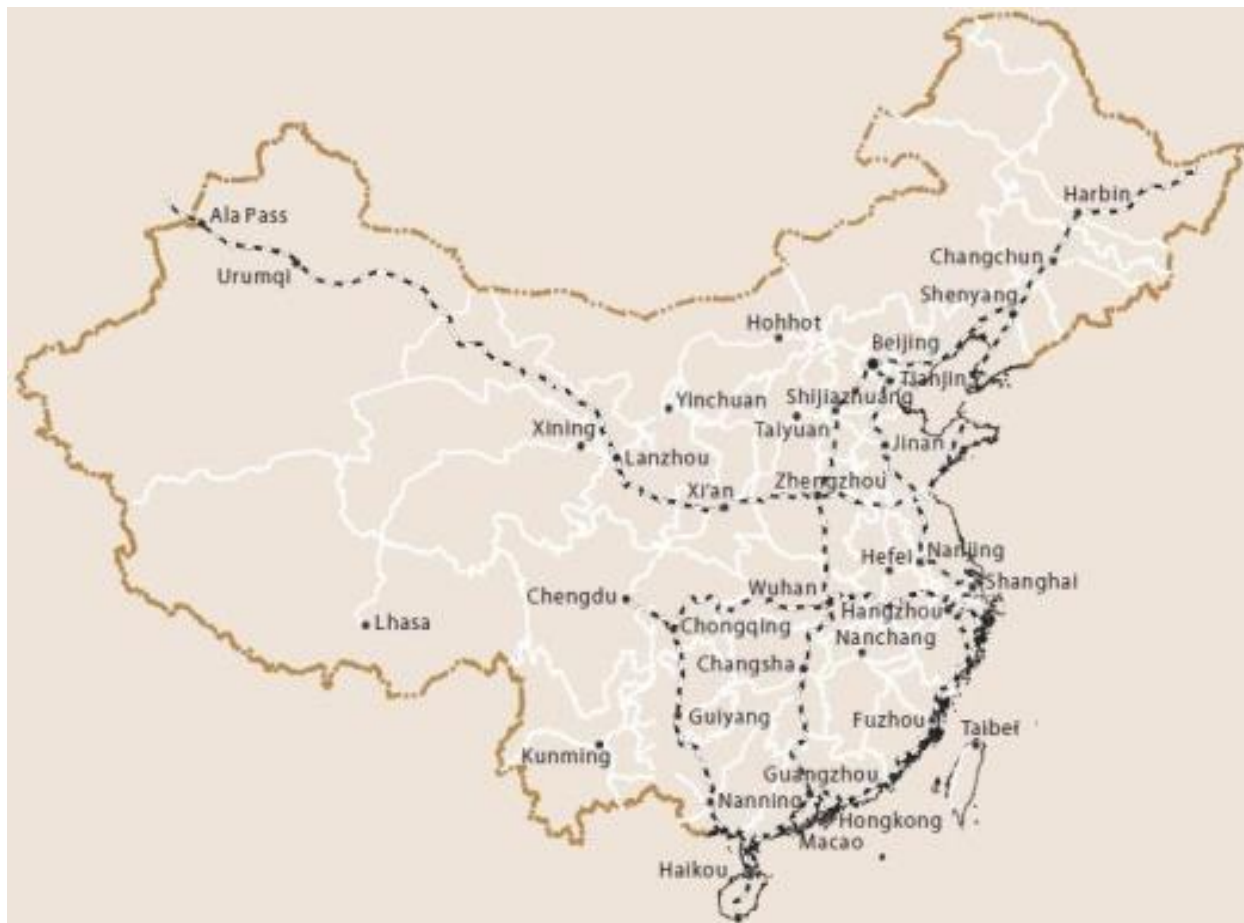 Harbin
Ala Pass
Changchun
Urumqi
Shenyang
Hohhot
Beijing
Tianjin
Shijiazhuang
Yinchuan
Taiyuan
Xining
Jinan
Lanzhou
Zhengzhou
Xi'an
Nanjing
Hefei
Shanghai
Wuhan
Chengdu
Hangzhou
Lhasa
Chongqing
Nanchang
Changsha
Guiyang
Fuzhou
Taibei
Kunming
Guangzhou
Nanning
Hongkong
Macao
Haikou